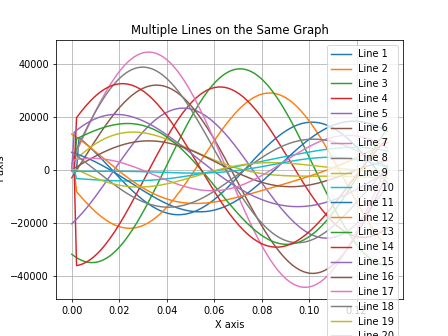 Multiple Lines on the Same Graph
40000
20000
0
−20000
−40000
0.00
0.02
0.04
0.06
0.08
0.10
X axis
axis
Line 1
Line 2
Line 3
Line 4
Line 5
Line 6
Line 7
Line 8
Line 9
Line 10
Line 11
Line 12
Line 13
Line 14
Line 15
Line 16
Line 17
Line 18
Line 19
Line 20